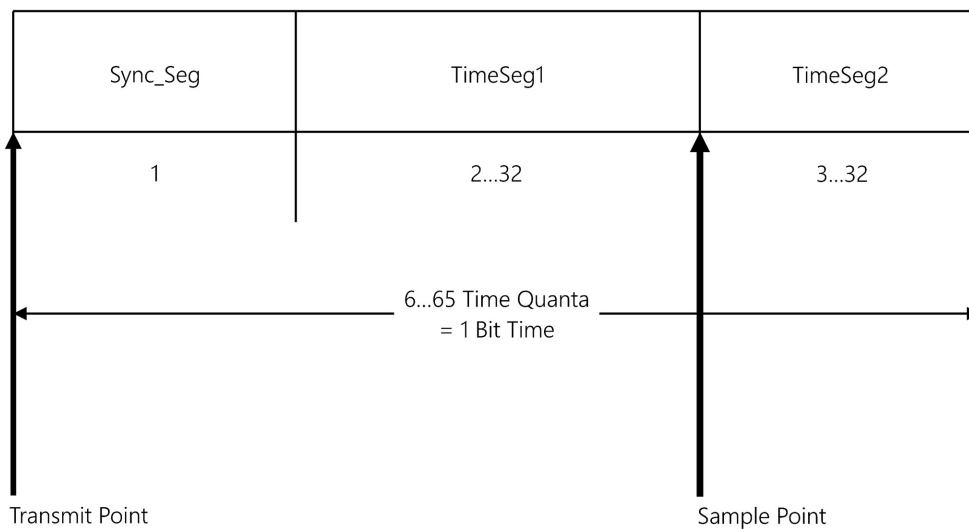 Sync_Seg
TimeSeg1
TimeSeg2
1
2...32
3...32
6...65 Time Quanta
= 1 Bit Time
Transmit Point
Sample Point